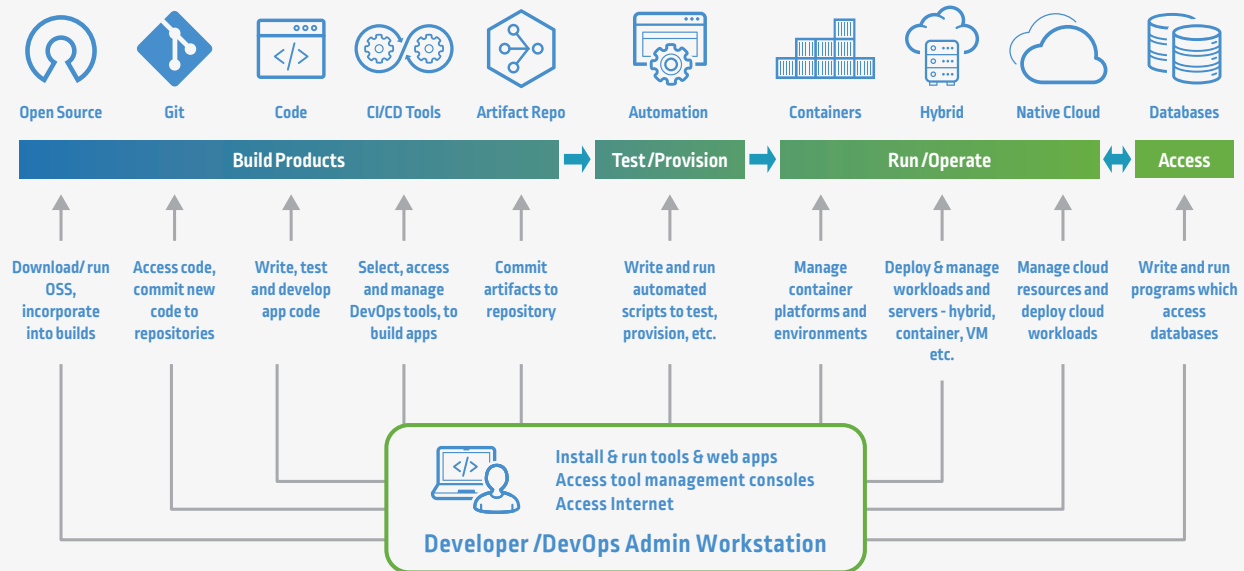 Open Source
Git
Code
CI/CD Tools
Artifact Repo
Automation
Containers
Hybrid
Native Cloud
Databases
Build Products
Test /Provision
Run /Operate
Access
Download/ run
OSS,
incorporate
into builds
Access code,
commit new
code to
repositories
Write, test
and develop
app code
Select, access
and manage
DevOps tools, to
build apps
Commit
artifacts to
repository
Write and run
automated
scripts to test,
provision, etc.
Manage
container
platforms and
environments
Deploy & manage
workloads and
servers - hybrid,
container, VM
etc.
Manage cloud
resources and
deploy cloud
workloads
Write and run
programs which
access
databases
</>
</>
Install & run tools & web apps
Access tool management consoles
Access Internet
Developer /DevOps Admin Workstation